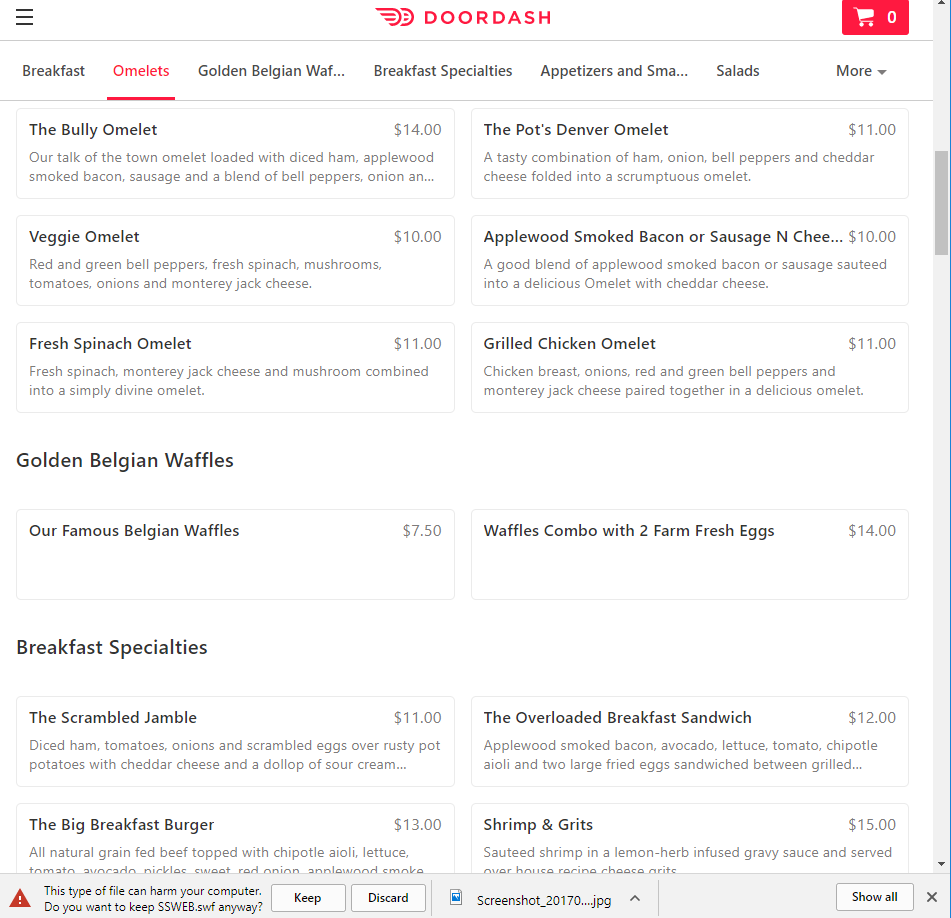 DOORDASH
0
Breakfast
Omelets
Golden Belgian Waf...
Breakfast Specialties
Appetizers and Sma...
Salads
More
The Bully Omelet $14.00
Our talk of the town omelet loaded with diced ham, applewood
smoked bacon, sausage and a blend of bell peppers, onion an...
The Pot's Denver Omelet $11.00
A tasty combination of ham, onion, bell peppers and cheddar
cheese folded into a scrumptuous omelet.
Veggie Omelet $10.00
Red and green bell peppers, fresh spinach, mushrooms,
tomatoes, onions and monterey jack cheese.
Applewood Smoked Bacon or Sausage N Chee... $10.00
A good blend of applewood smoked bacon or sausage sauteed
into a delicious Omelet with cheddar cheese.
Fresh Spinach Omelet $11.00
Fresh spinach, monterey jack cheese and mushroom combined
into a simply divine omelet.
Grilled Chicken Omelet $11.00
Chicken breast, onions, red and green bell peppers and
monterey jack cheese paired together in a delicious omelet.
Golden Belgian Waffles
Our Famous Belgian Waffles $7.50
Waffles Combo with 2 Farm Fresh Eggs $14.00
Breakfast Specialties
The Scrambled Jamble $11.00
Diced ham, tomatoes, onions and scrambled eggs over rusty pot
potatoes with cheddar cheese and a dollop of sour cream...
The Overloaded Breakfast Sandwich $12.00
Applewood smoked bacon, avocado, lettuce, tomato, chipotle
aioli and two large fried eggs sandwiched between grilled...
The Big Breakfast Burger $13.00
All natural grain fed beef topped with chipotle aioli, lettuce,
tomato, avocado, pickles, sweet, red onion, applewood smoke
Shrimp & Grits $15.00
Sauteed shrimp in a lemon-herb infused gravy sauce and served
over house recipe cheese grits
This type of file can harm your computer.
Do you want to keep SSWEB.swf anyway?
Keep
Discard
Screenshot_20170....jpg
Show all